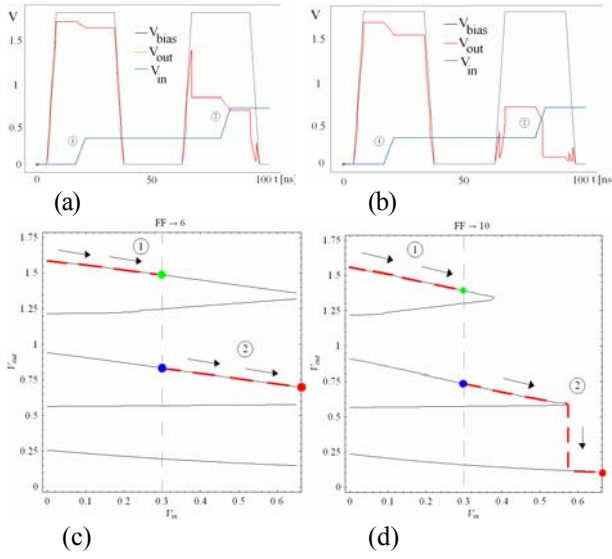 V
1.5
1
0.5
0
V_bias
V_out
V_in
①
②
0
50
100 t [ns]
(a)
V
1.5
1
0.5
0
V_bias
V_out
V_in
①
②
0
50
100 t [ns]
(b)
FF → 6
1.75
1.5
1.25
1
0.75
0.5
0.25
0
V_out
①
②
0
0.1
0.2
0.3
0.4
0.5
0.6
V_in
(c)
FF → 10
1.75
1.5
1.25
1
0.75
0.5
0.25
0
V_out
①
②
0
0.1
0.2
0.3
0.4
0.5
0.6
V_in
(d)